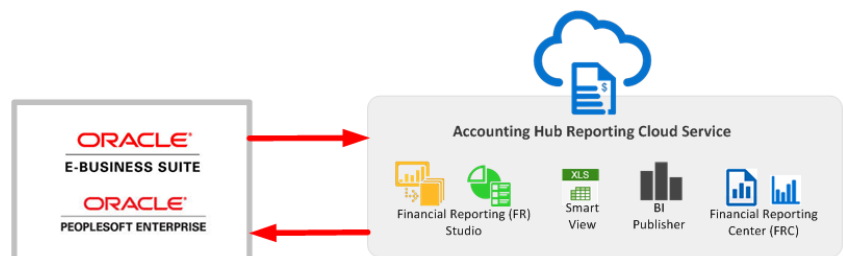 Accounting Hub Reporting Cloud Service
ORACLE®
E-BUSINESS SUITE
ORACLE®
PEOPLESOFT ENTERPRISE
$
Financial Reporting (FR)
Studio
XLS
Smart
View
BI
Publisher
Financial Reporting
Center (FRC)